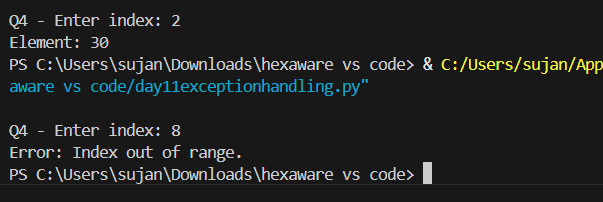 Q4 - Enter index: 2
Element: 30
PS C:\Users\sujan\Downloads\hexaware vs code> & C:/Users/sujan/App
aware vs code/day11exceptionhandling.py"
Q4 - Enter index: 8
Error: Index out of range.
PS C:\Users\sujan\Downloads\hexaware vs code>